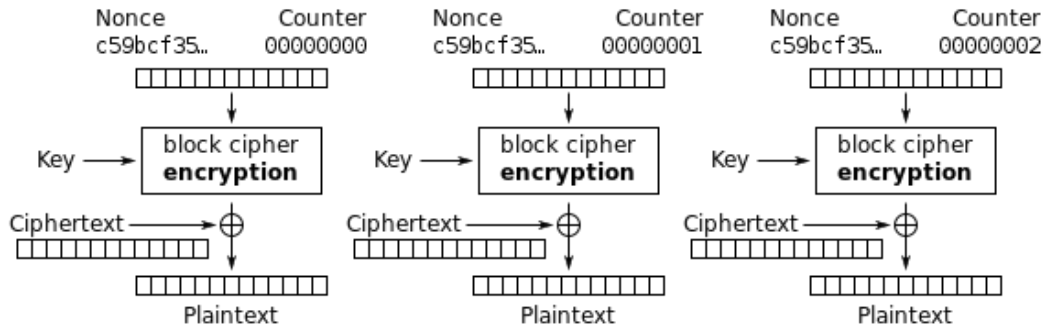 Nonce Counter Nonce Counter Nonce Counter
c59bcf35… 00000000 c59bcf35… 00000001 c59bcf35… 00000002
block cipher block cipher block cipher
Key encryption Key encryption Key encryption
Ciphertext Ciphertext Ciphertext
Plaintext Plaintext Plaintext